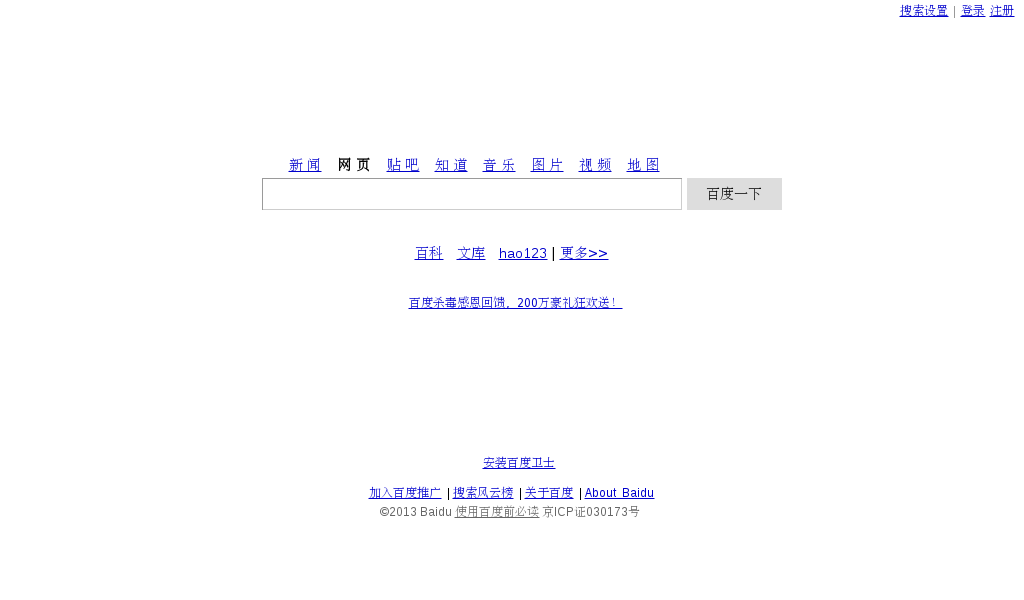 搜索设置 | 登录 注册
新 闻 网 页 贴 吧 知 道 音 乐 图 片 视 频 地 图
百度一下
百科 文库 hao123 | 更多>>
百度杀毒感恩回馈，200万豪礼狂欢送！
安装百度卫士
加入百度推广 | 搜索风云榜 | 关于百度 | About Baidu
©2013 Baidu 使用百度前必读 京ICP证030173号